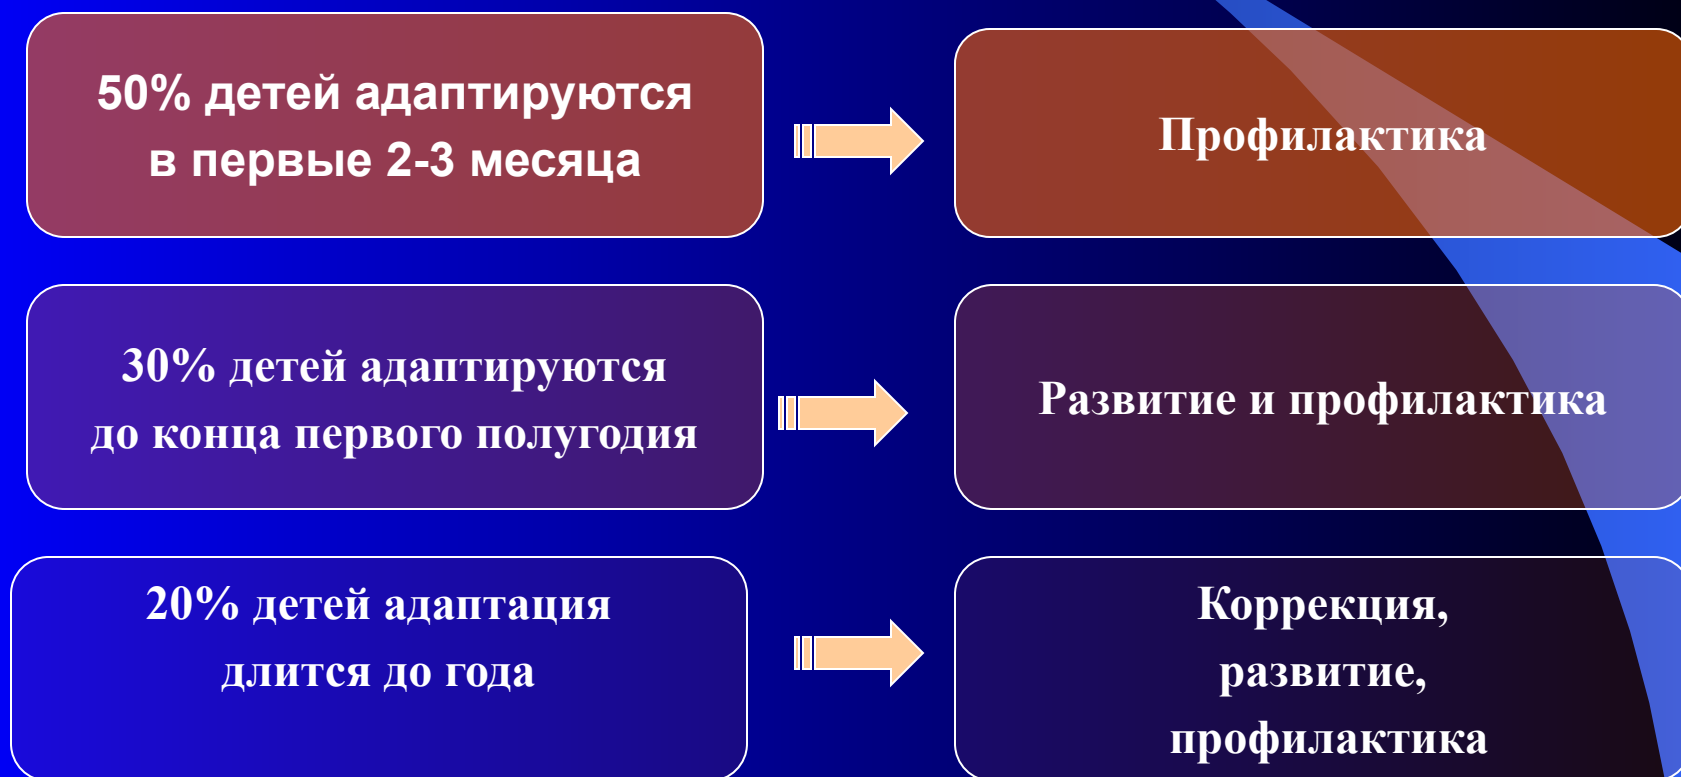 50% детей адаптируются
в первые 2-3 месяца
Профилактика
30% детей адаптируются
до конца первого полугодия
Развитие и профилактика
20% детей адаптация
длится до года
Коррекция,
развитие,
профилактика